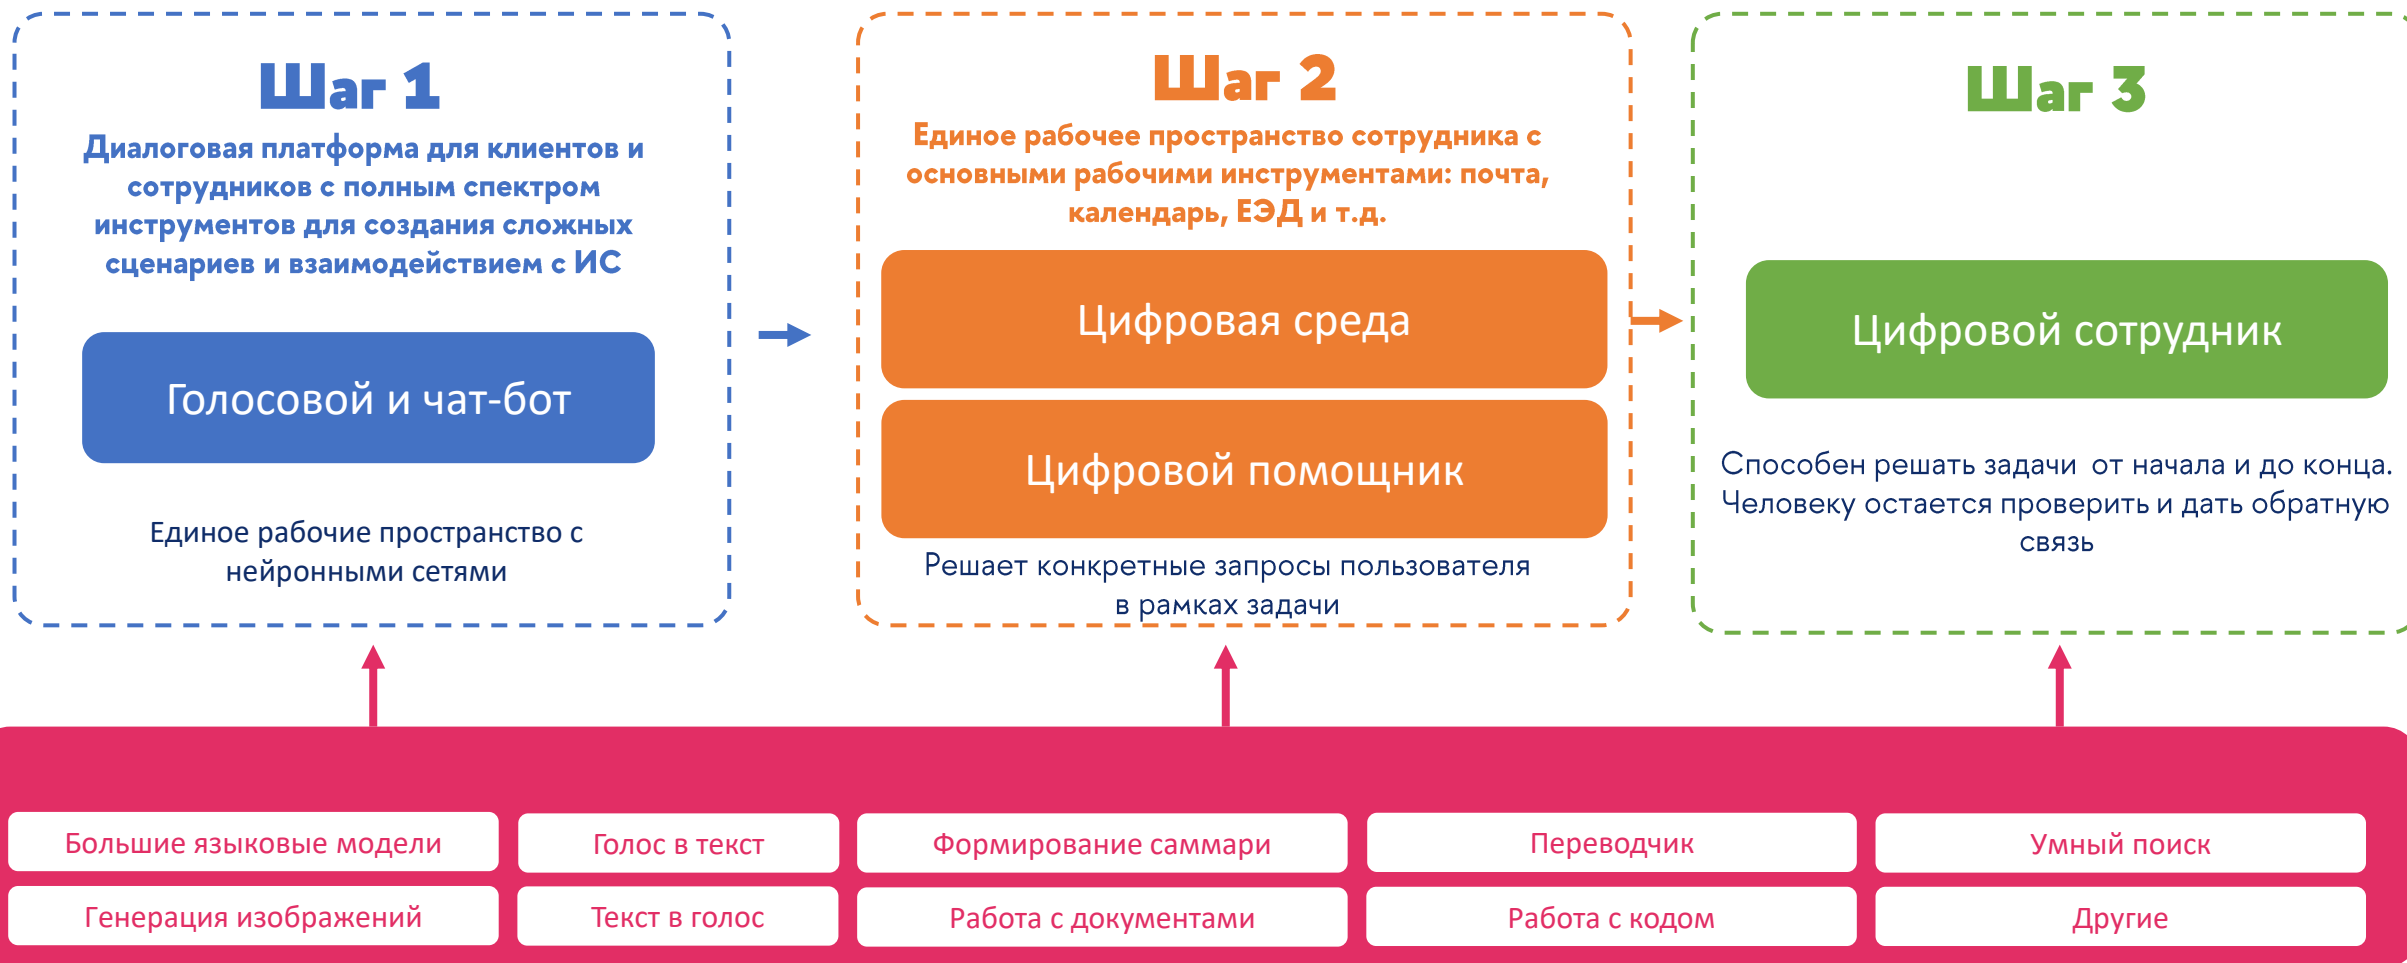 Шаг 1
Диалоговая платформа для клиентов и
сотрудников с полным спектром
инструментов для создания сложных
сценариев и взаимодействием с ИС
Голосовой и чат-бот
Единое рабочие пространство с
нейронными сетями
Шаг 2
Единое рабочее пространство сотрудника с
основными рабочими инструментами: почта,
календарь, ЕЭД и т.д.
Цифровая среда
Цифровой помощник
Решает конкретные запросы пользователя
в рамках задачи
Шаг 3
Цифровой сотрудник
Способен решать задачи от начала и до конца.
Человеку остается проверить и дать обратную
связь
Большие языковые модели
Голос в текст
Формирование саммари
Переводчик
Умный поиск
Генерация изображений
Текст в голос
Работа с документами
Работа с кодом
Другие